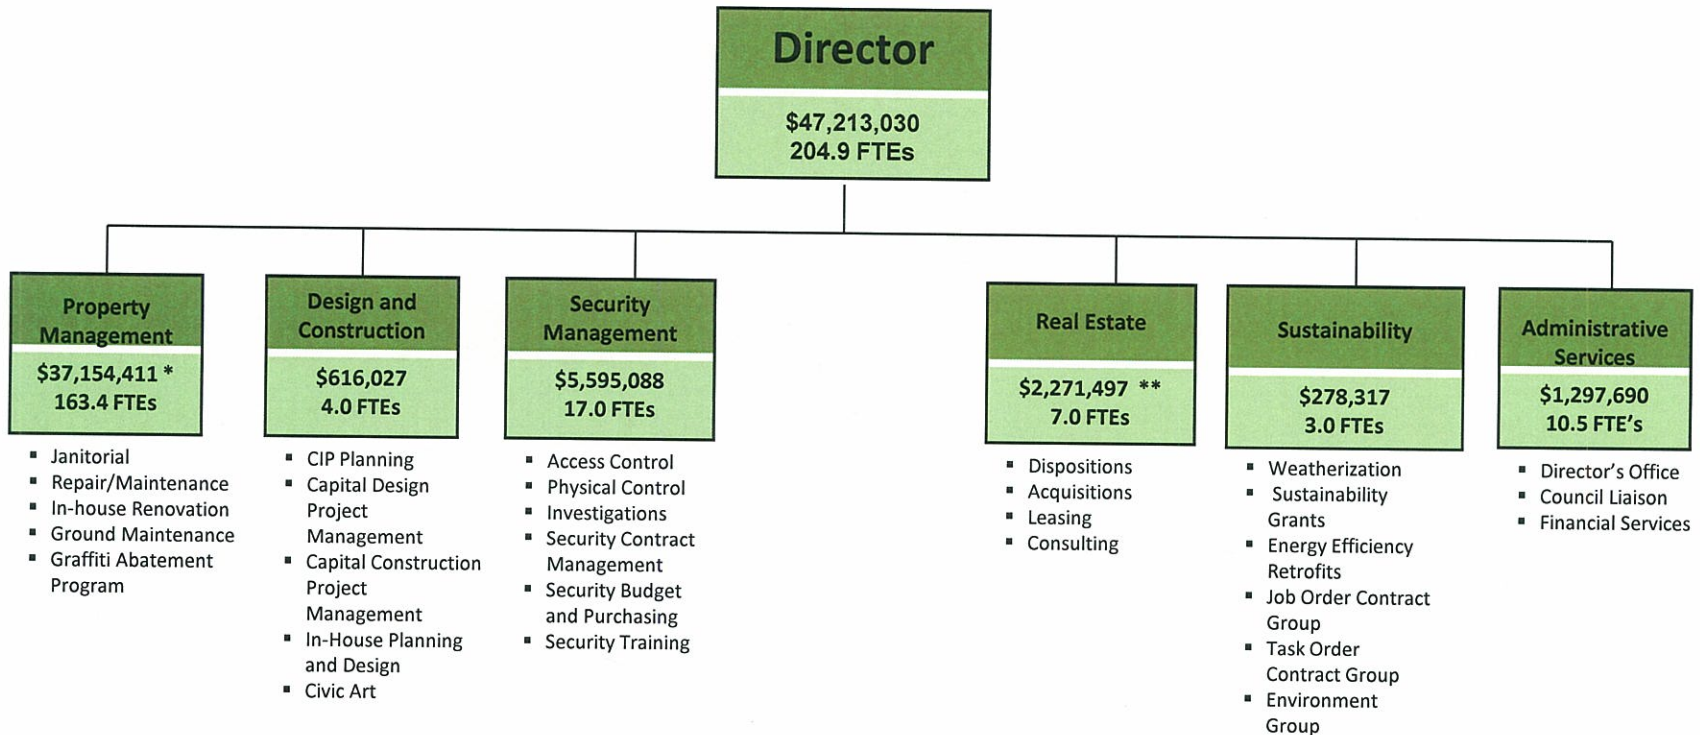 Director
$47,213,030
204.9 FTEs
Property
Management
$37,154,411 *
163.4 FTEs
▪ Janitorial
▪ Repair/Maintenance
▪ In-house Renovation
▪ Ground Maintenance
▪ Graffiti Abatement
Program
Design and
Construction
$616,027
4.0 FTEs
▪ CIP Planning
▪ Capital Design
Project
Management
▪ Capital Construction
Project
Management
▪ In-House Planning
and Design
▪ Civic Art
Security
Management
$5,595,088
17.0 FTEs
▪ Access Control
▪ Physical Control
▪ Investigations
▪ Security Contract
Management
▪ Security Budget
and Purchasing
▪ Security Training
Real Estate
$2,271,497 **
7.0 FTEs
▪ Dispositions
▪ Acquisitions
▪ Leasing
▪ Consulting
Sustainability
$278,317
3.0 FTEs
▪ Weatherization
▪ Sustainability
Grants
▪ Energy Efficiency
Retrofits
▪ Job Order Contract
Group
▪ Task Order
Contract Group
▪ Environment
Group
Administrative
Services
$1,297,690
10.5 FTE's
▪ Director's Office
▪ Council Liaison
▪ Financial Services